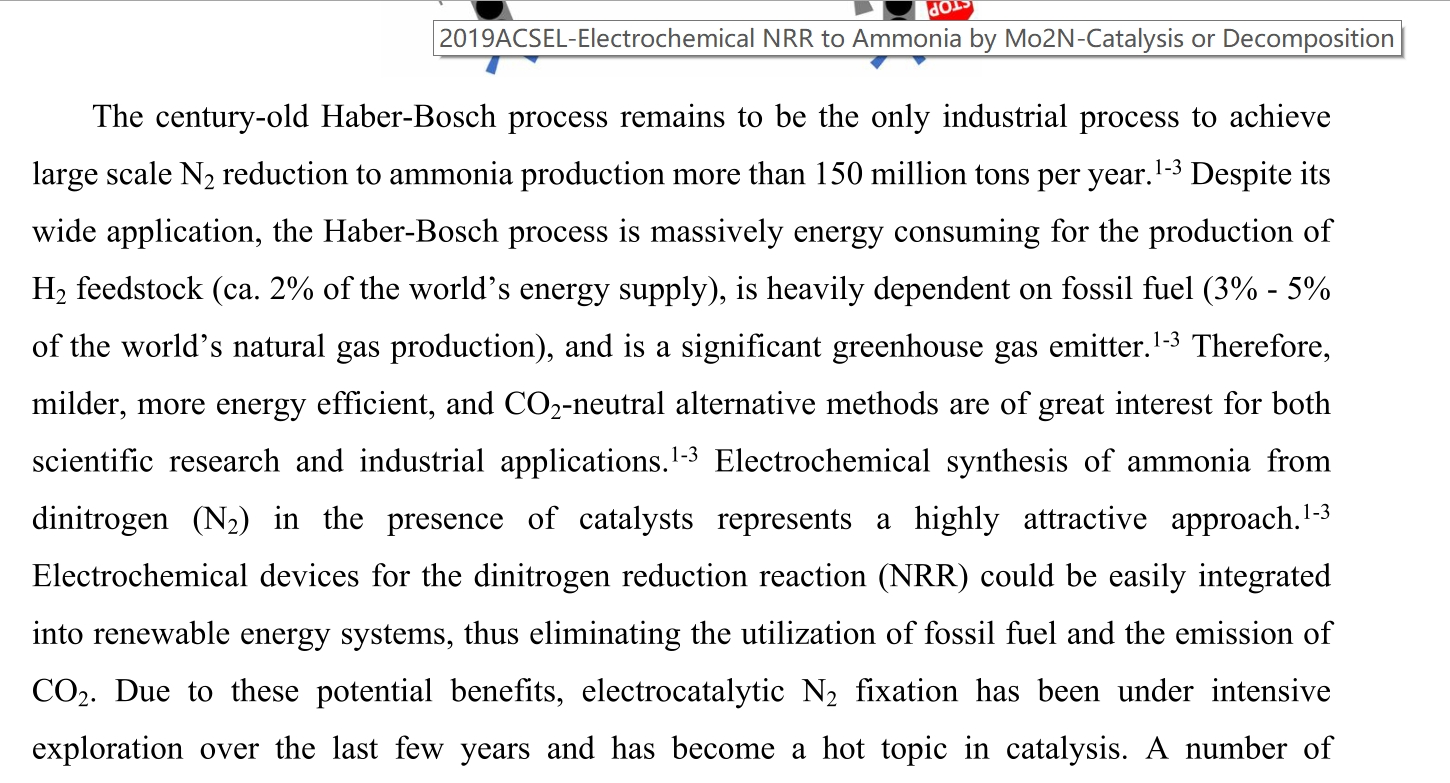 STOP
2019ACSEL-Electrochemical NRR to Ammonia by Mo2N-Catalysis or Decomposition
The century-old Haber-Bosch process remains to be the only industrial process to achieve
large scale N₂ reduction to ammonia production more than 150 million tons per year.¹⁻³ Despite its
wide application, the Haber-Bosch process is massively energy consuming for the production of
H₂ feedstock (ca. 2% of the world’s energy supply), is heavily dependent on fossil fuel (3% - 5%
of the world’s natural gas production), and is a significant greenhouse gas emitter.¹⁻³ Therefore,
milder, more energy efficient, and CO₂-neutral alternative methods are of great interest for both
scientific research and industrial applications.¹⁻³ Electrochemical synthesis of ammonia from
dinitrogen (N₂) in the presence of catalysts represents a highly attractive approach.¹⁻³
Electrochemical devices for the dinitrogen reduction reaction (NRR) could be easily integrated
into renewable energy systems, thus eliminating the utilization of fossil fuel and the emission of
CO₂. Due to these potential benefits, electrocatalytic N₂ fixation has been under intensive
exploration over the last few years and has become a hot topic in catalysis. A number of